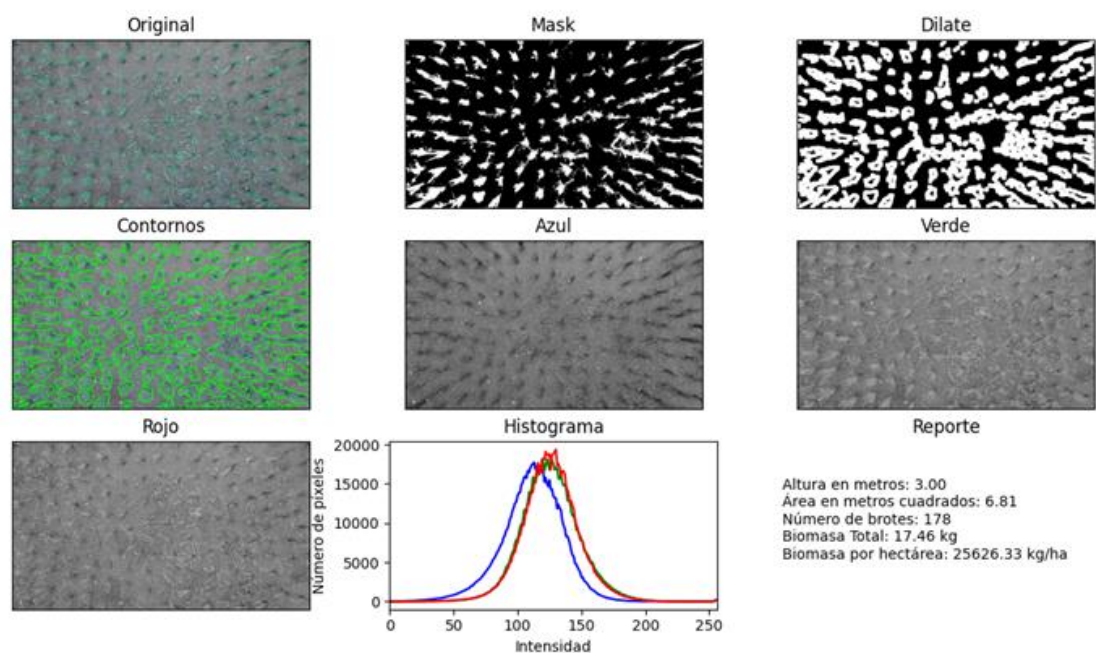 Original
Mask
Dilate
Contornos
Azul
Verde
Rojo
Histograma
Reporte
20000
15000
10000
5000
0
Número de pixeles
0 50 100 150 200 250
Intensidad
Altura en metros: 3.00
Área en metros cuadrados: 6.81
Número de brotes: 178
Biomasa Total: 17.46 kg
Biomasa por hectárea: 25626.33 kg/ha